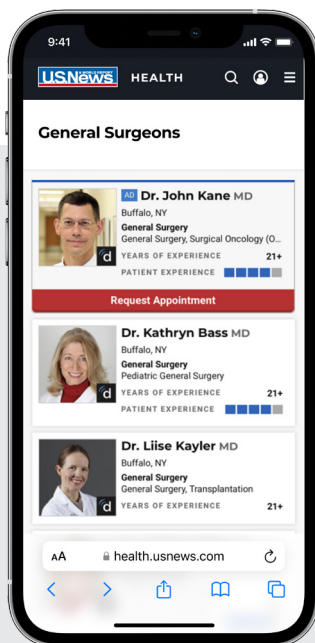 9:41
U.S.News HEALTH
General Surgeons
AD Dr. John Kane MD
Buffalo, NY
General Surgery
General Surgery, Surgical Oncology (O...
YEARS OF EXPERIENCE 21+
PATIENT EXPERIENCE
Request Appointment
d
Dr. Kathryn Bass MD
Buffalo, NY
General Surgery
Pediatric General Surgery
YEARS OF EXPERIENCE 21+
PATIENT EXPERIENCE
d
Dr. Liise Kayler MD
Buffalo, NY
General Surgery
General Surgery, Transplantation
YEARS OF EXPERIENCE 21+
d
AA health.usnews.com